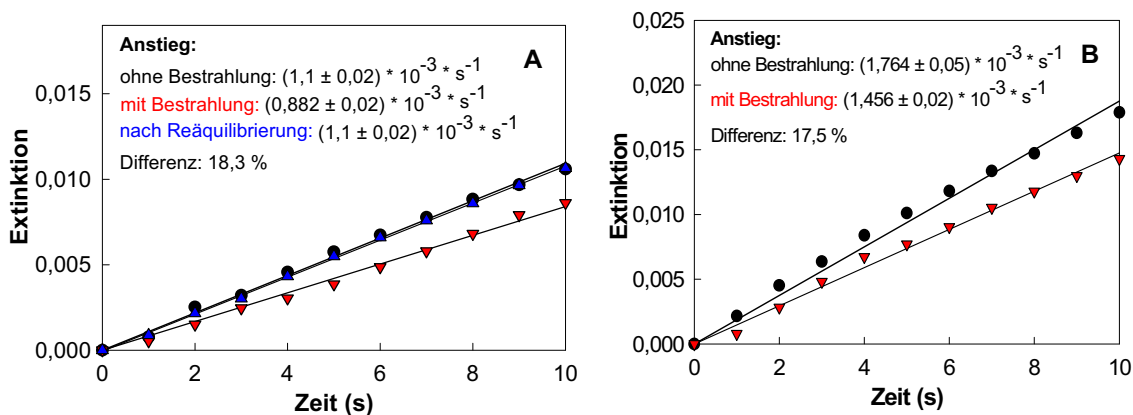 Anstieg:
A
ohne Bestrahlung: (1,1 ± 0,02) * 10⁻³ * s⁻¹
mit Bestrahlung: (0,882 ± 0,02) * 10⁻³ * s⁻¹
nach Reäquilibrierung: (1,1 ± 0,02) * 10⁻³ * s⁻¹
Differenz: 18,3 %
Extinktion
0,015
0,010
0,005
0,000
0 2 4 6 8 10
Zeit (s)
Anstieg:
B
ohne Bestrahlung: (1,764 ± 0,05) * 10⁻³ * s⁻¹
mit Bestrahlung: (1,456 ± 0,02) * 10⁻³ * s⁻¹
Differenz: 17,5 %
Extinktion
0,025
0,020
0,015
0,010
0,005
0,000
0 2 4 6 8 10
Zeit (s)